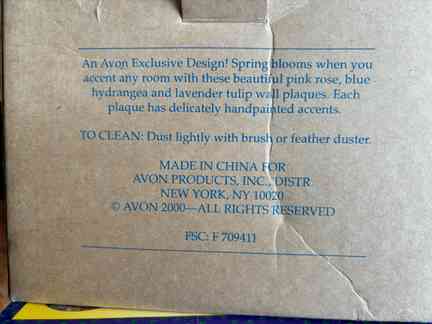 An Avon Exclusive Design! Spring blooms when you
accent any room with these beautiful pink rose, blue
hydrangea and lavender tulip wall plaques. Each
plaque has delicately handpainted accents.
TO CLEAN: Dust lightly with brush or feather duster.
MADE IN CHINA FOR
AVON PRODUCTS, INC., DISTR
NEW YORK, NY 10020
© AVON 2000—ALL RIGHTS RESERVED
FSC: F 709411